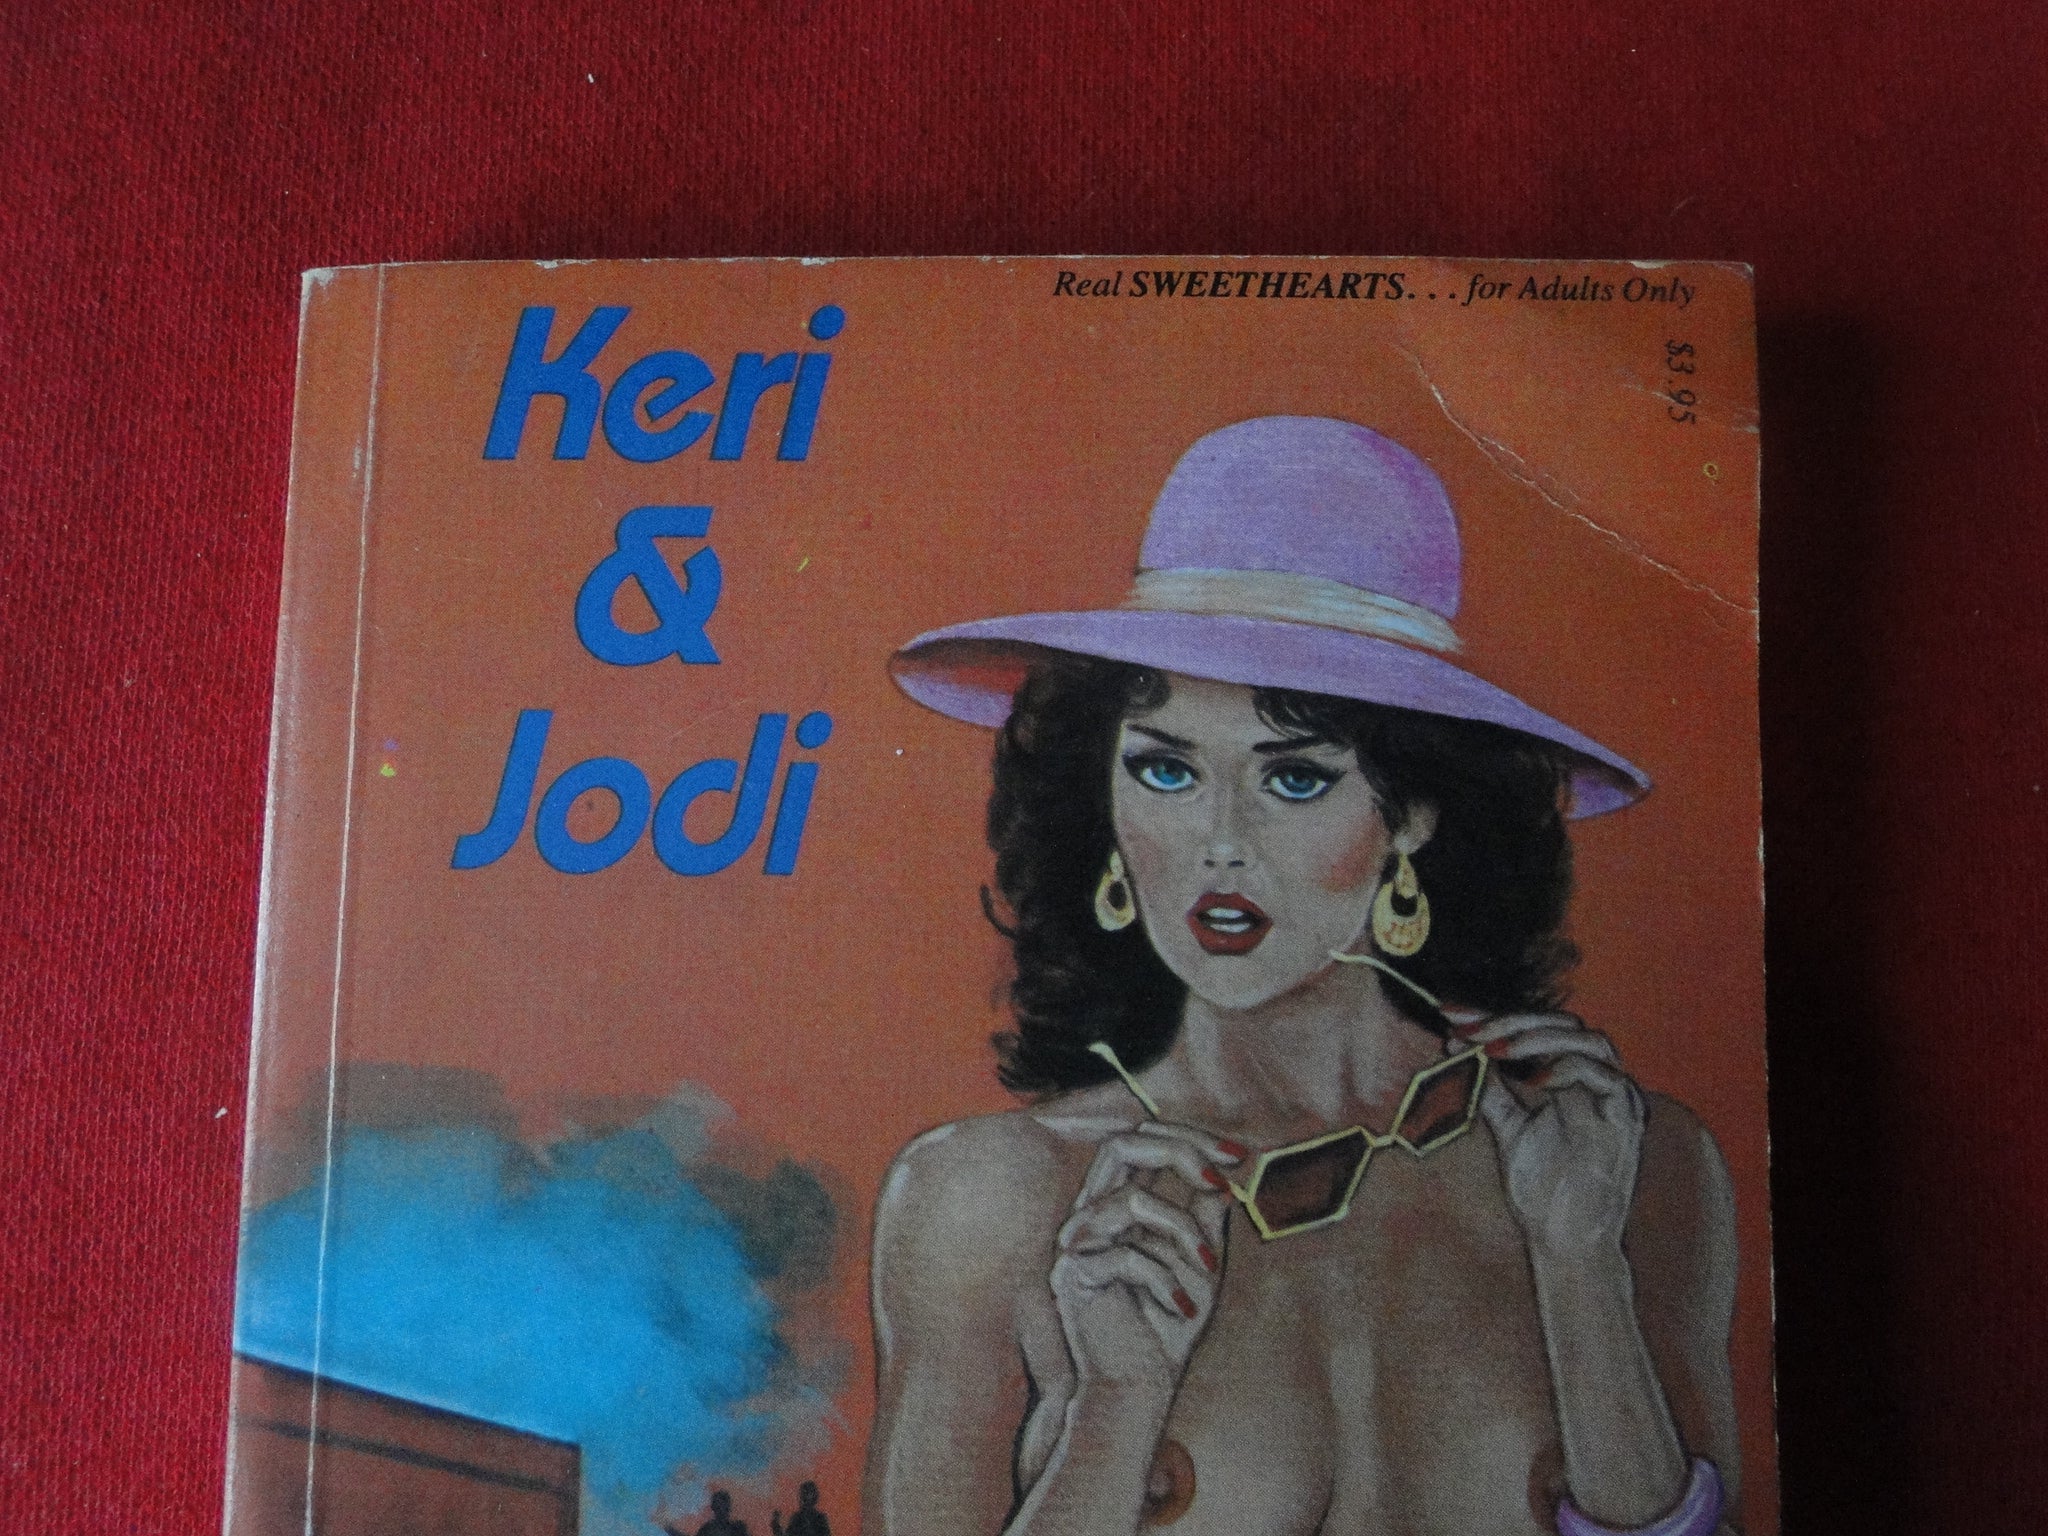 Real SWEETHEARTS. . . for Adults Only
$3.95
Keri
&
Jodi